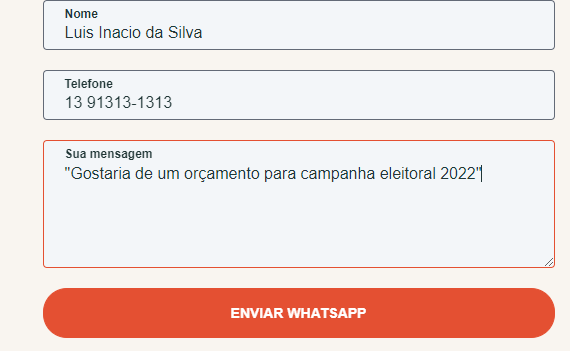 Nome
Luis Inacio da Silva
Telefone
13 91313-1313
Sua mensagem
"Gostaria de um orçamento para campanha eleitoral 2022"
ENVIAR WHATSAPP